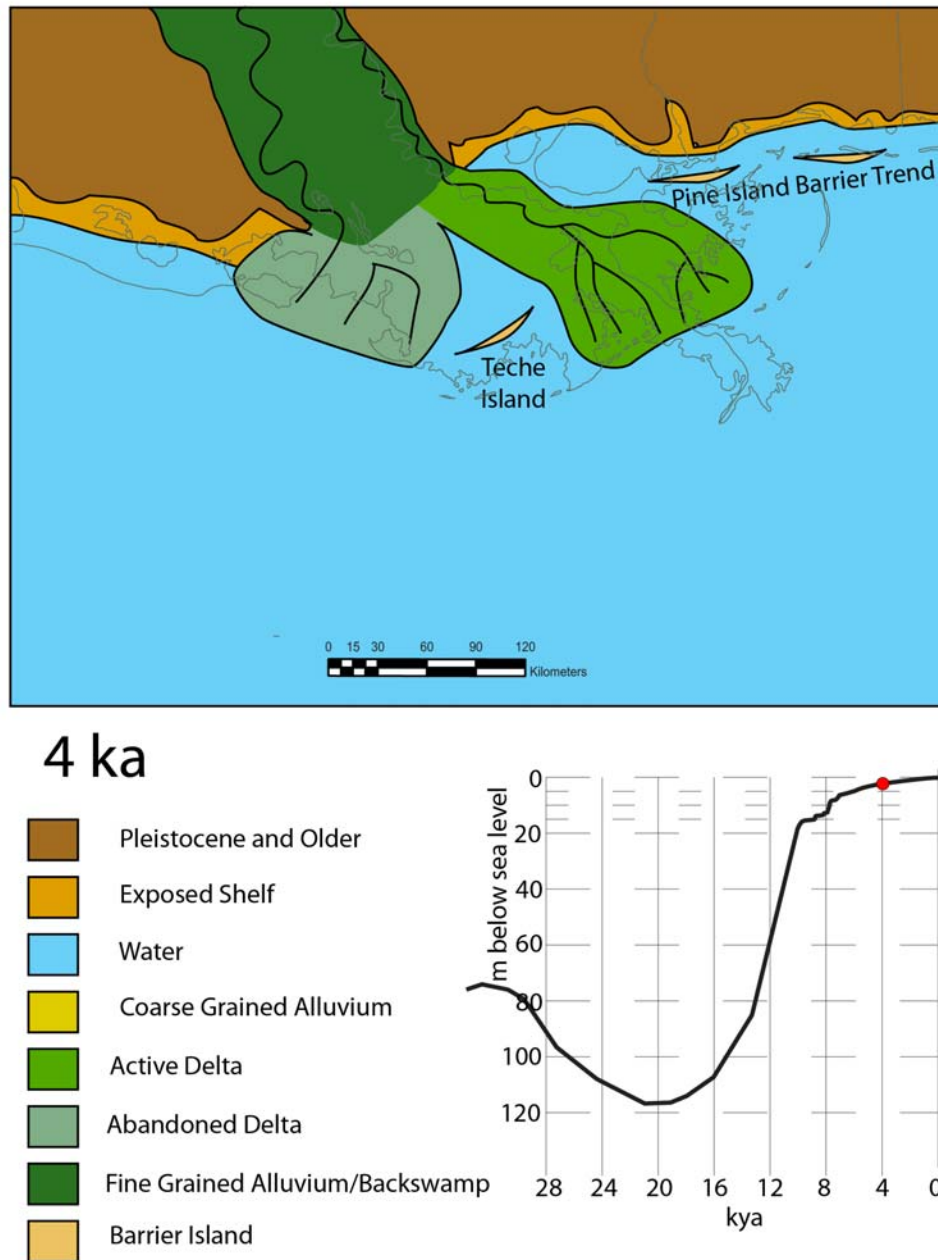 Pine Island Barrier Trend
Teche
Island
0 15 30 60 90 120
Kilometers
4 ka
Pleistocene and Older
Exposed Shelf
Water
Coarse Grained Alluvium
Active Delta
Abandoned Delta
Fine Grained Alluvium/Backswamp
Barrier Island
m below sea level
0
20
40
60
80
100
120
28 24 20 16 12 8 4 0
kya